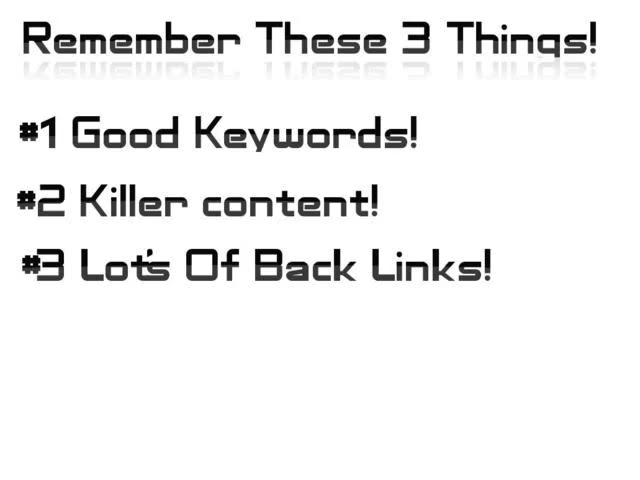 Remember These 3 Things!
#1 Good Keywords!
#2 Killer content!
#3 Lot's Of Back Links!